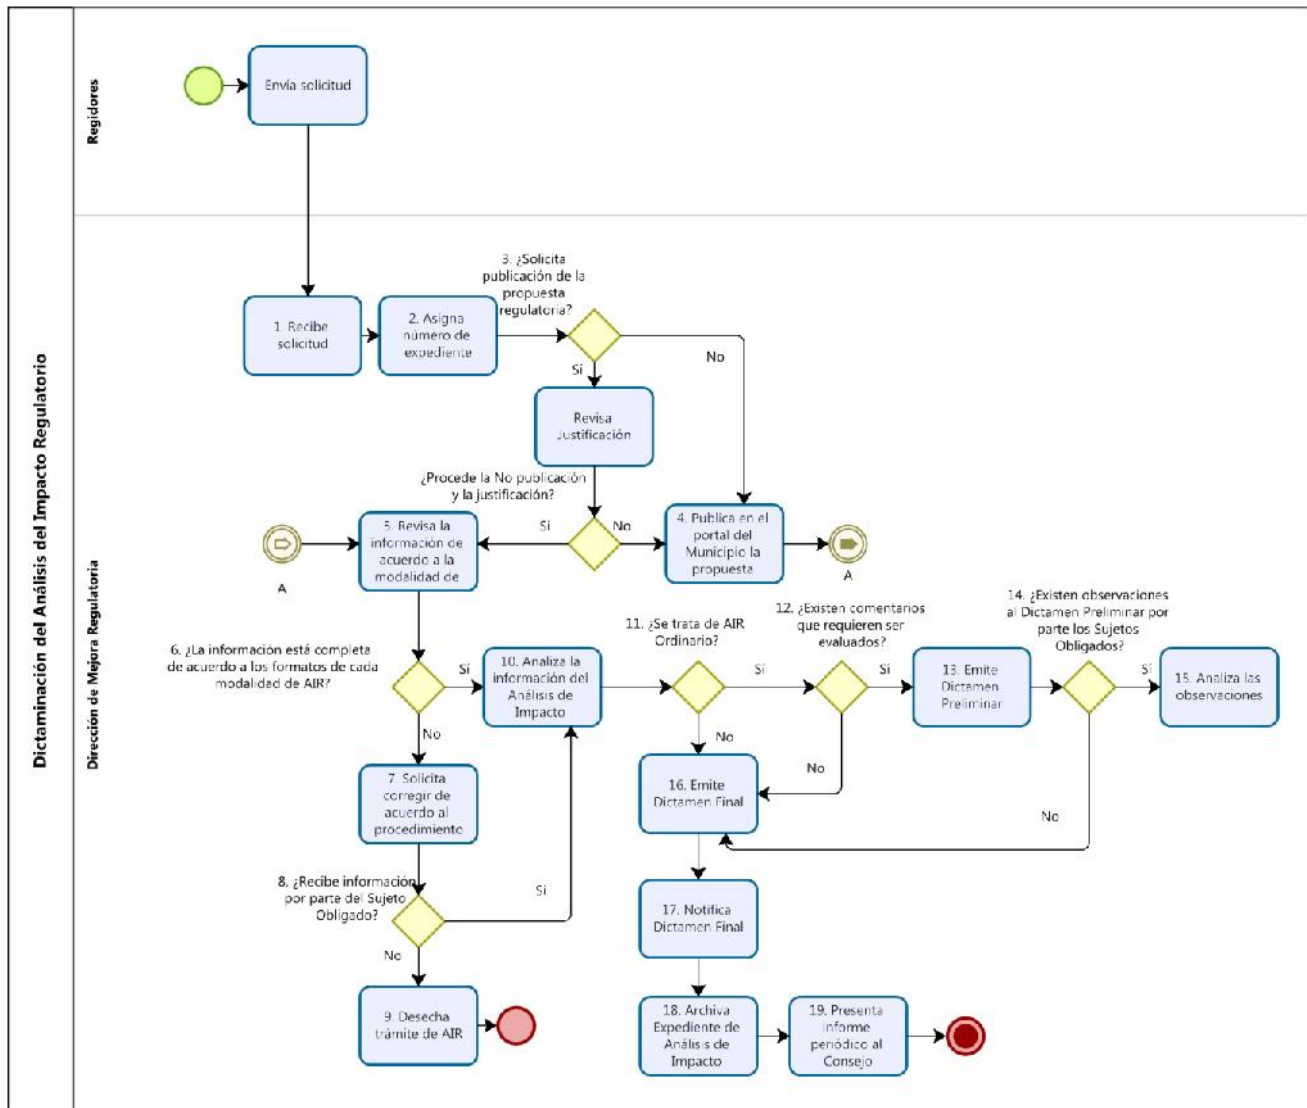 Dictaminación del Análisis del Impacto Regulatorio
Regidores
Envía solicitud
Dirección de Mejora Regulatoria
1. Recibe
solicitud
2. Asigna
número de
expediente
3. ¿Solicita
publicación de la
propuesta
regulatoria?
No
Sí
Revisa
Justificación
¿Procede la No publicación
y la justificación?
Sí
No
4. Publica en el
portal del
Municipio la
propuesta
A
A
5. Revisa la
información de
acuerdo a la
modalidad de
6. ¿La información está completa
de acuerdo a los formatos de cada
modalidad de AIR?
Sí
No
10. Analiza la
información del
Análisis de
Impacto
11. ¿Se trata de AIR
Ordinario?
Sí
No
12. ¿Existen comentarios
que requieren ser
evaluados?
Sí
No
13. Emite
Dictamen
Preliminar
14. ¿Existen observaciones
al Dictamen Preliminar por
parte los Sujetos
Obligados?
Sí
No
15. Analiza las
observaciones
7. Solicita
corregir de
acuerdo al
procedimiento
8. ¿Recibe información
por parte del Sujeto
Obligado?
Sí
No
9. Desecha
trámite de AIR
16. Emite
Dictamen Final
17. Notifica
Dictamen Final
18. Archiva
Expediente de
Análisis de
Impacto
19. Presenta
informe
periódico al
Consejo